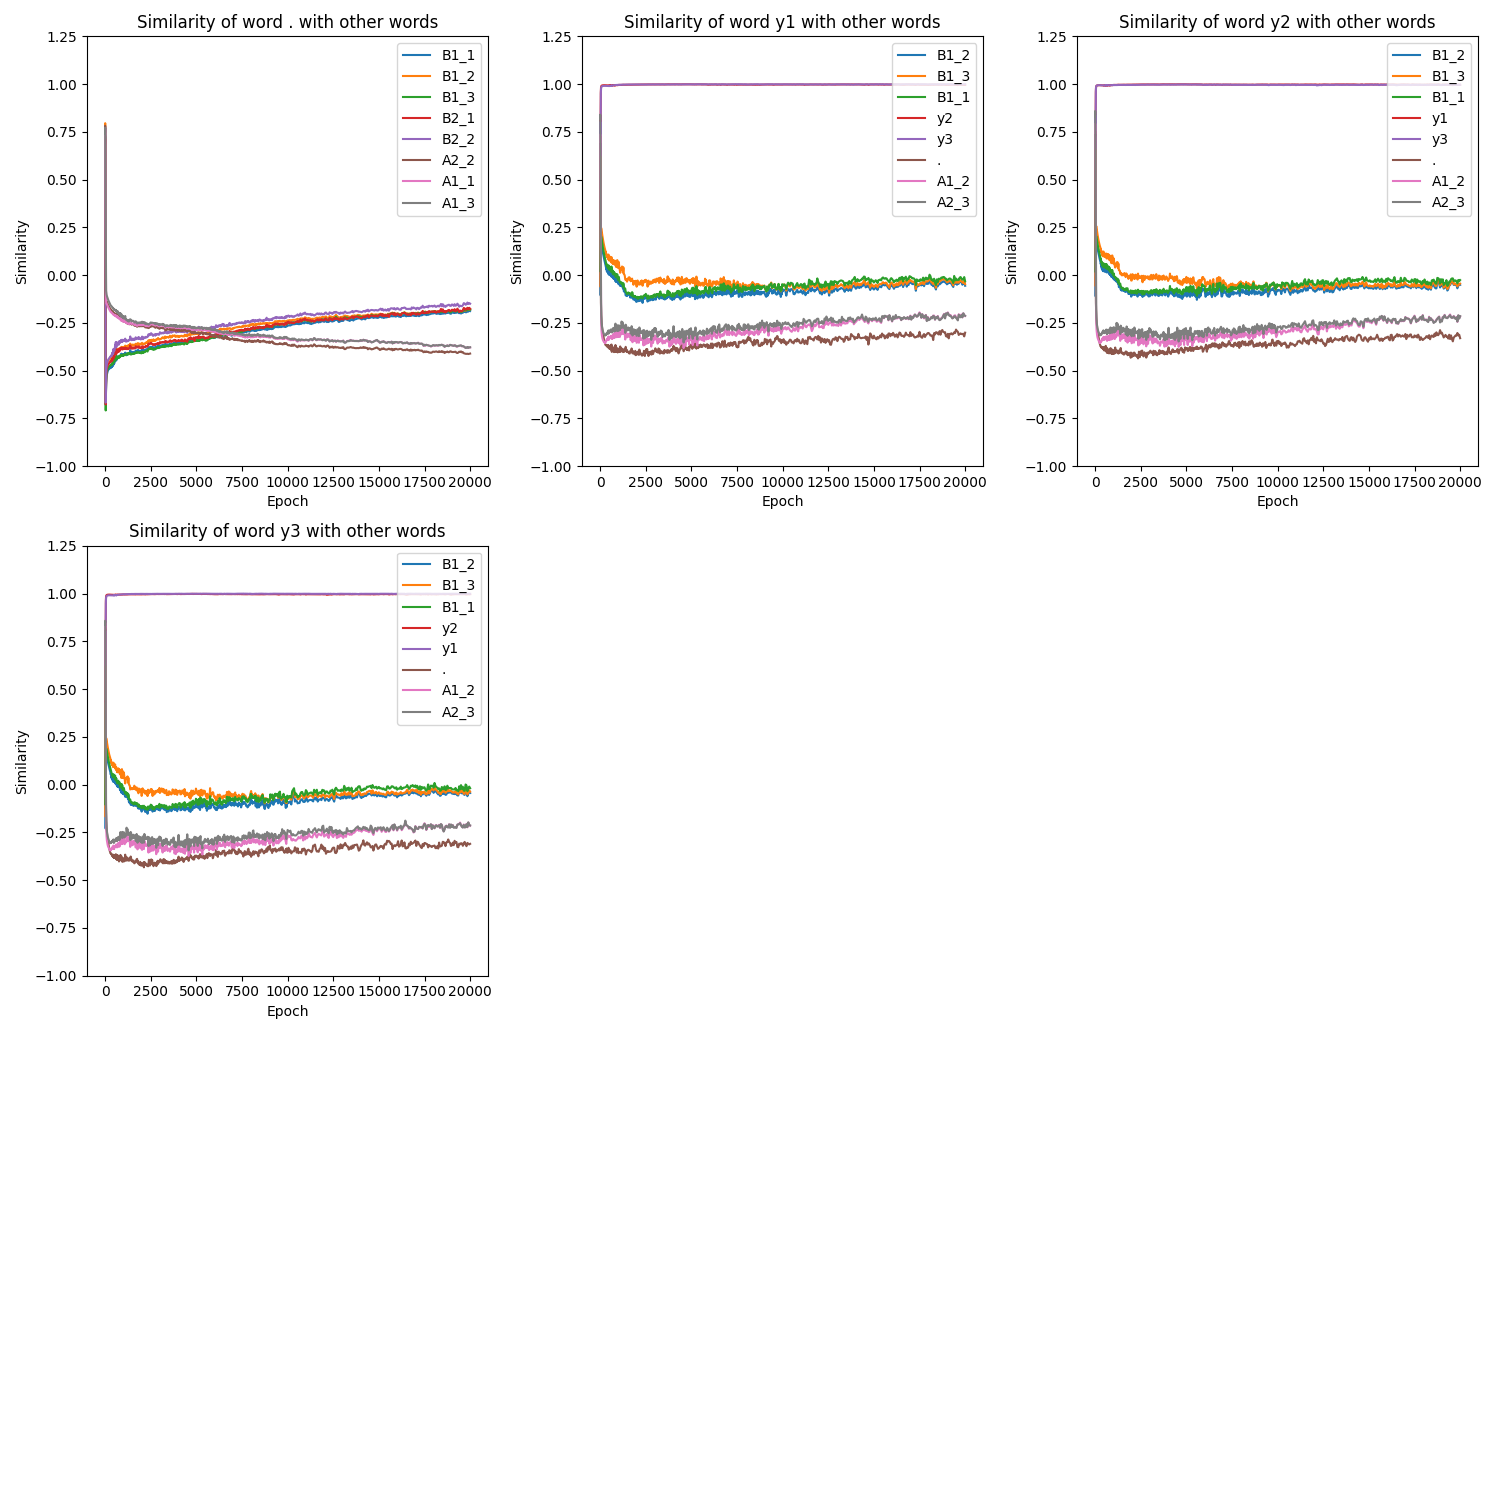 Similarity of word . with other words
Similarity
1.25
1.00
0.75
0.50
0.25
0.00
−0.25
−0.50
−0.75
−1.00
B1_1
B1_2
B1_3
B2_1
B2_2
A2_2
A1_1
A1_3
0 2500 5000 7500 10000 12500 15000 17500 20000
Epoch
Similarity of word y1 with other words
Similarity
1.25
1.00
0.75
0.50
0.25
0.00
−0.25
−0.50
−0.75
−1.00
B1_2
B1_3
B1_1
y2
y3
.
A1_2
A2_3
0 2500 5000 7500 10000 12500 15000 17500 20000
Epoch
Similarity of word y2 with other words
Similarity
1.25
1.00
0.75
0.50
0.25
0.00
−0.25
−0.50
−0.75
−1.00
B1_2
B1_3
B1_1
y1
y3
.
A1_2
A2_3
0 2500 5000 7500 10000 12500 15000 17500 20000
Epoch
Similarity of word y3 with other words
Similarity
1.25
1.00
0.75
0.50
0.25
0.00
−0.25
−0.50
−0.75
−1.00
B1_2
B1_3
B1_1
y2
y1
.
A1_2
A2_3
0 2500 5000 7500 10000 12500 15000 17500 20000
Epoch